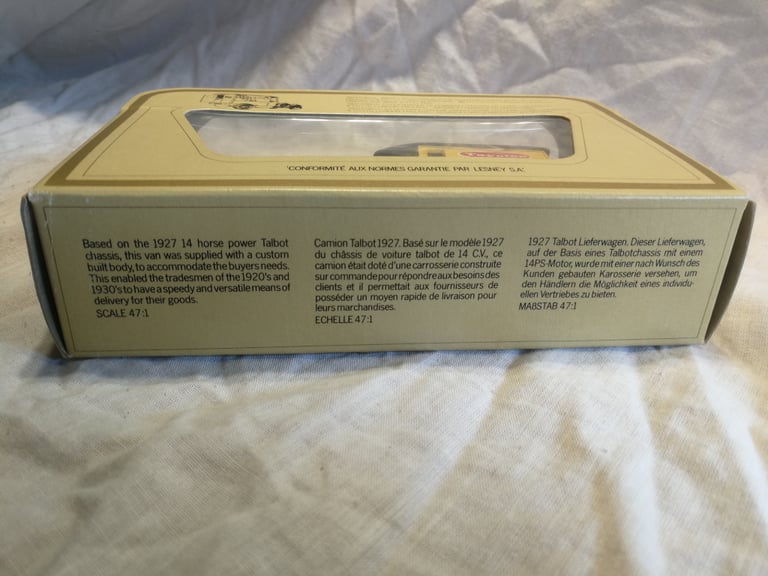 'CONFORMITÉ AUX NORMES GARANTIE PAR LESNEY S.A.'
Based on the 1927 14 horse power Talbot
chassis, this van was supplied with a custom
built body, to accommodate the buyers needs.
This enabled the tradesmen of the 1920's and
1930's to have a speedy and versatile means of
delivery for their goods.
SCALE 47:1
Camion Talbot 1927. Basé sur le modèle 1927
du châssis de voiture talbot de 14 C.V., ce
camion était doté d'une carrosserie construite
sur commande pour répondre aux besoins des
clients et il permettait aux fournisseurs de
posséder un moyen rapide de livraison pour
leurs marchandises.
ECHELLE 47:1
1927 Talbot Lieferwagen. Dieser Lieferwagen,
auf der Basis eines Talbotchassis mit einem
14PS-Motor, wurde mit einer nach Wunsch des
Kunden gebauten Karosserie versehen, um
den Händlern die Möglichkeit eines individu-
ellen Vertriebes zu bieten.
MA8STAB 47:1